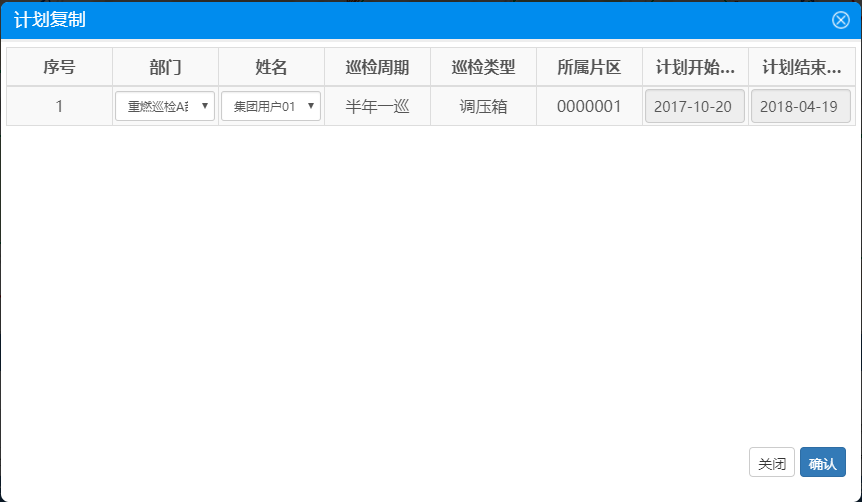 计划复制
序号 部门 姓名 巡检周期 巡检类型 所属片区 计划开始... 计划结束...
1 重燃巡检A 集团用户01 半年一巡 调压箱 0000001 2017-10-20 2018-04-19
关闭 确认